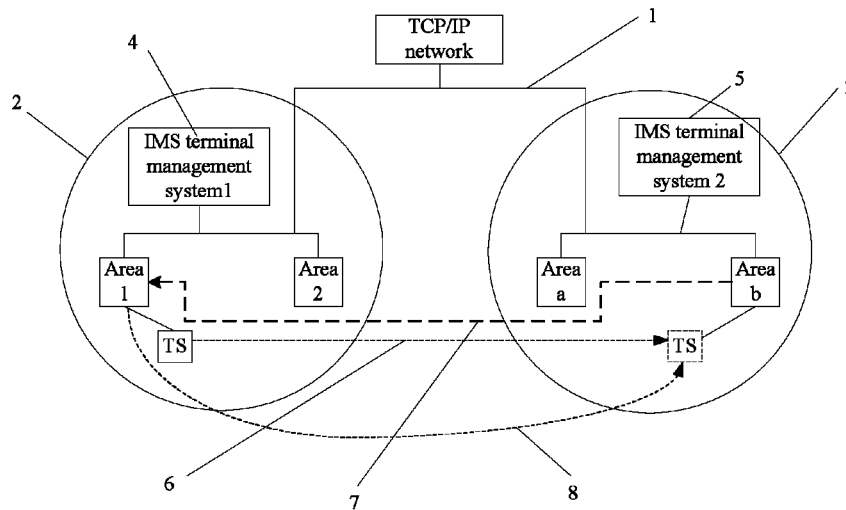 TCP/IP
network
1
4
5
2
IMS terminal
management
system1
IMS terminal
management
system 2
Area
1
Area
2
Area
a
Area
b
TS
TS
6
7
8